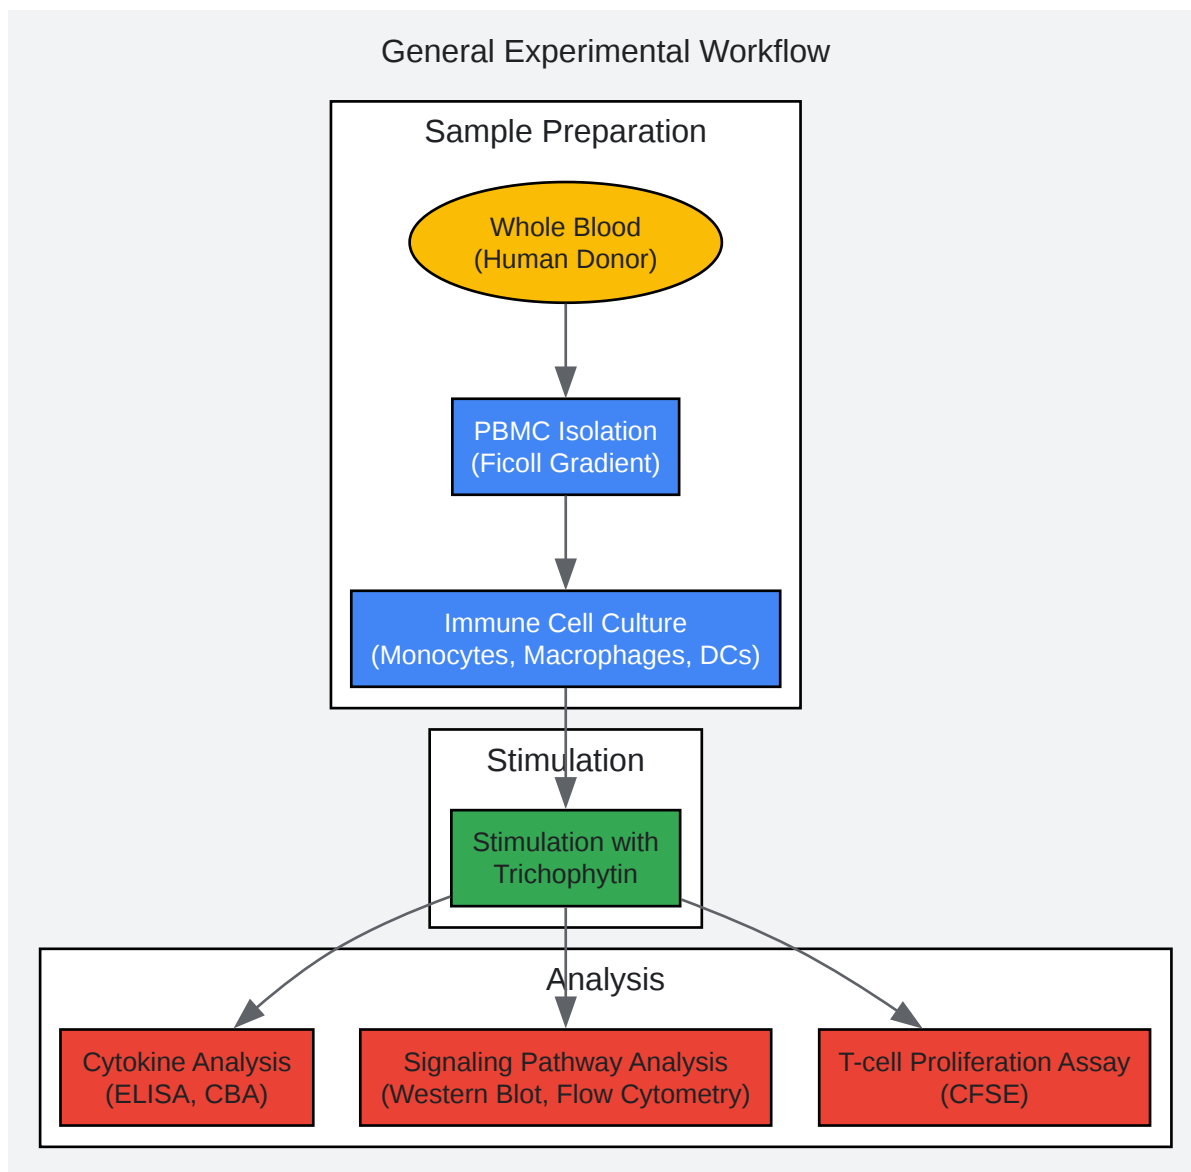 General Experimental Workflow
Sample Preparation
Whole Blood
(Human Donor)
PBMC Isolation
(Ficoll Gradient)
Immune Cell Culture
(Monocytes, Macrophages, DCs)
Stimulation
Stimulation with
Trichophytin
Analysis
Cytokine Analysis
(ELISA, CBA)
Signaling Pathway Analysis
(Western Blot, Flow Cytometry)
T-cell Proliferation Assay
(CFSE)